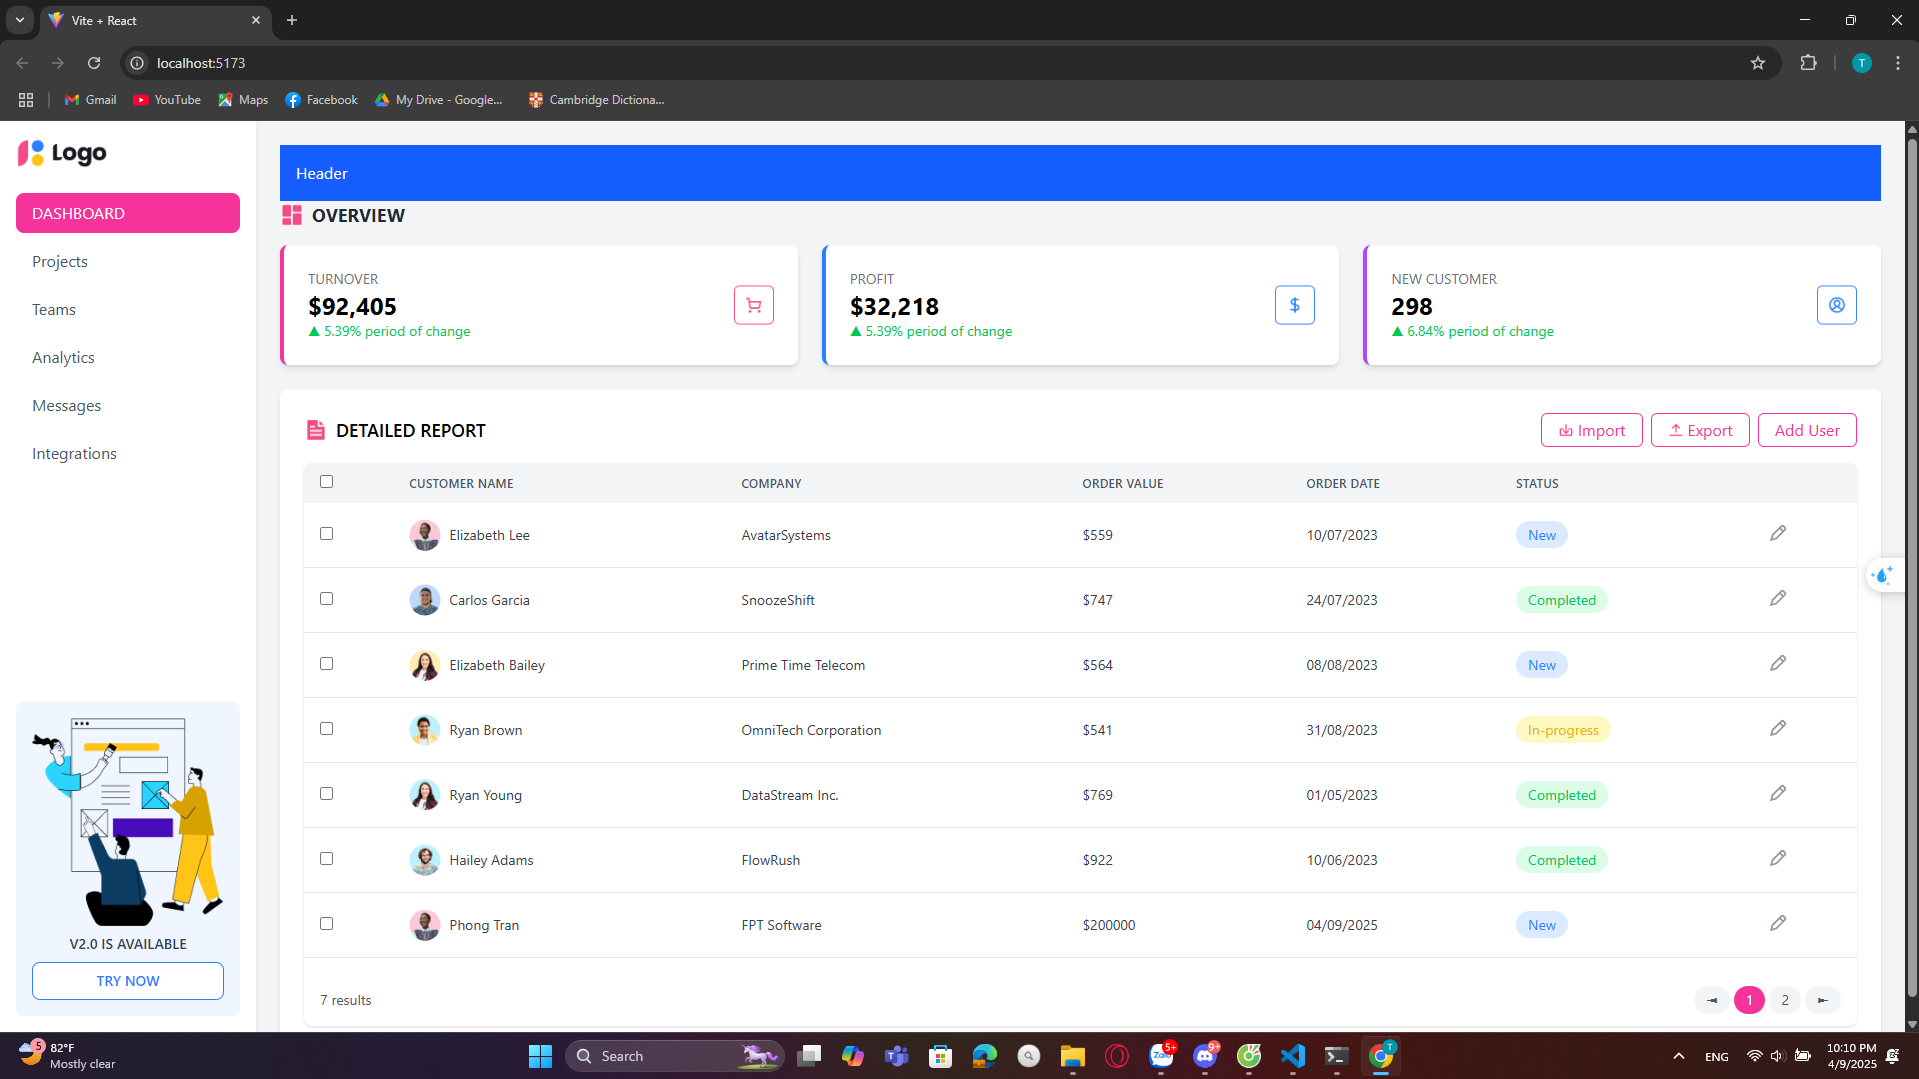 Vite + React
localhost:5173
T
Gmail YouTube Maps Facebook My Drive - Google... Cambridge Dictiona...
Logo
DASHBOARD
Projects
Teams
Analytics
Messages
Integrations
V2.0 IS AVAILABLE
TRY NOW
Header
OVERVIEW
TURNOVER
$92,405
▲ 5.39% period of change
PROFIT
$32,218
▲ 5.39% period of change
$
NEW CUSTOMER
298
▲ 6.84% period of change
DETAILED REPORT
Import Export Add User
CUSTOMER NAME COMPANY ORDER VALUE ORDER DATE STATUS
Elizabeth Lee AvatarSystems $559 10/07/2023 New
Carlos Garcia SnoozeShift $747 24/07/2023 Completed
Elizabeth Bailey Prime Time Telecom $564 08/08/2023 New
Ryan Brown OmniTech Corporation $541 31/08/2023 In-progress
Ryan Young DataStream Inc. $769 01/05/2023 Completed
Hailey Adams FlowRush $922 10/06/2023 Completed
Phong Tran FPT Software $200000 04/09/2025 New
7 results
1 2
5
82°F
Mostly clear
Search
Zalo
5+
9+
T
ENG
10:10 PM
4/9/2025